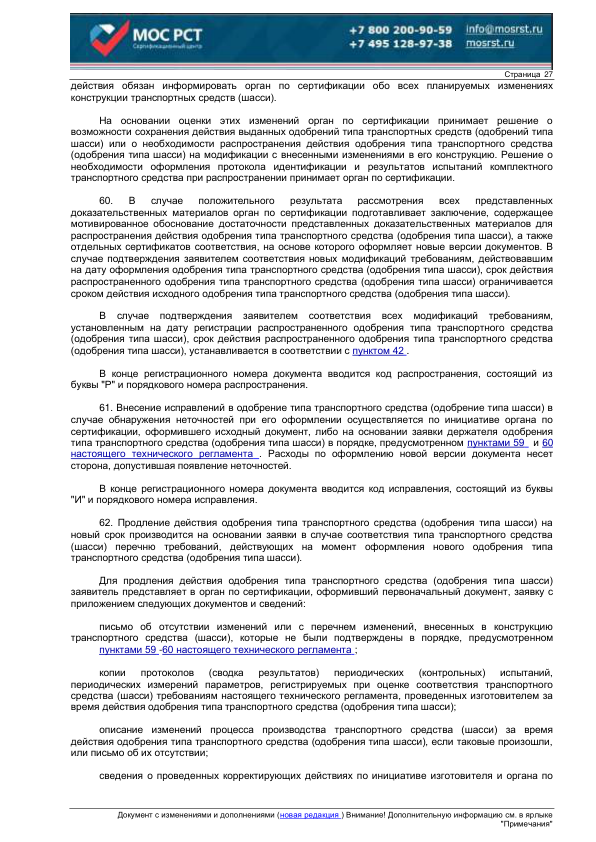 МОС РСТ
Сертификационный центр
+7 800 200-90-59 info@mosrst.ru
+7 495 128-97-38 mosrst.ru
Страница 27
действия обязан информировать орган по сертификации обо всех планируемых изменениях
конструкции транспортных средств (шасси).
На основании оценки этих изменений орган по сертификации принимает решение о
возможности сохранения действия выданных одобрений типа транспортных средств (одобрений типа
шасси) или о необходимости распространения действия одобрения типа транспортного средства
(одобрения типа шасси) на модификации с внесенными изменениями в его конструкцию. Решение о
необходимости оформления протокола идентификации и результатов испытаний комплектного
транспортного средства при распространении принимает орган по сертификации.
60. В случае положительного результата рассмотрения всех представленных
доказательственных материалов орган по сертификации подготавливает заключение, содержащее
мотивированное обоснование достаточности представленных доказательственных материалов для
распространения действия одобрения типа транспортного средства (одобрения типа шасси), а также
отдельных сертификатов соответствия, на основе которого оформляет новые версии документов. В
случае подтверждения заявителем соответствия новых модификаций требованиям, действовавшим
на дату оформления одобрения типа транспортного средства (одобрения типа шасси), срок действия
распространенного одобрения типа транспортного средства (одобрения типа шасси) ограничивается
сроком действия исходного одобрения типа транспортного средства (одобрения типа шасси).
В случае подтверждения заявителем соответствия всех модификаций требованиям,
установленным на дату регистрации распространенного одобрения типа транспортного средства
(одобрения типа шасси), срок действия распространенного одобрения типа транспортного средства
(одобрения типа шасси), устанавливается в соответствии с пунктом 42 .
В конце регистрационного номера документа вводится код распространения, состоящий из
буквы "Р" и порядкового номера распространения.
61. Внесение исправлений в одобрение типа транспортного средства (одобрение типа шасси) в
случае обнаружения неточностей при его оформлении осуществляется по инициативе органа по
сертификации, оформившего исходный документ, либо на основании заявки держателя одобрения
типа транспортного средства (одобрения типа шасси) в порядке, предусмотренном пунктами 59 и 60
настоящего технического регламента . Расходы по оформлению новой версии документа несет
сторона, допустившая появление неточностей.
В конце регистрационного номера документа вводится код исправления, состоящий из буквы
"И" и порядкового номера исправления.
62. Продление действия одобрения типа транспортного средства (одобрения типа шасси) на
новый срок производится на основании заявки в случае соответствия типа транспортного средства
(шасси) перечню требований, действующих на момент оформления нового одобрения типа
транспортного средства (одобрения типа шасси).
Для продления действия одобрения типа транспортного средства (одобрения типа шасси)
заявитель представляет в орган по сертификации, оформивший первоначальный документ, заявку с
приложением следующих документов и сведений:
письмо об отсутствии изменений или с перечнем изменений, внесенных в конструкцию
транспортного средства (шасси), которые не были подтверждены в порядке, предусмотренном
пунктами 59 -60 настоящего технического регламента ;
копии протоколов (сводка результатов) периодических (контрольных) испытаний,
периодических измерений параметров, регистрируемых при оценке соответствия транспортного
средства (шасси) требованиям настоящего технического регламента, проведенных изготовителем за
время действия одобрения типа транспортного средства (одобрения типа шасси);
описание изменений процесса производства транспортного средства (шасси) за время
действия одобрения типа транспортного средства (одобрения типа шасси), если таковые произошли,
или письмо об их отсутствии;
сведения о проведенных корректирующих действиях по инициативе изготовителя и органа по
Документ с изменениями и дополнениями (новая редакция ) Внимание! Дополнительную информацию см. в ярлыке
"Примечания"